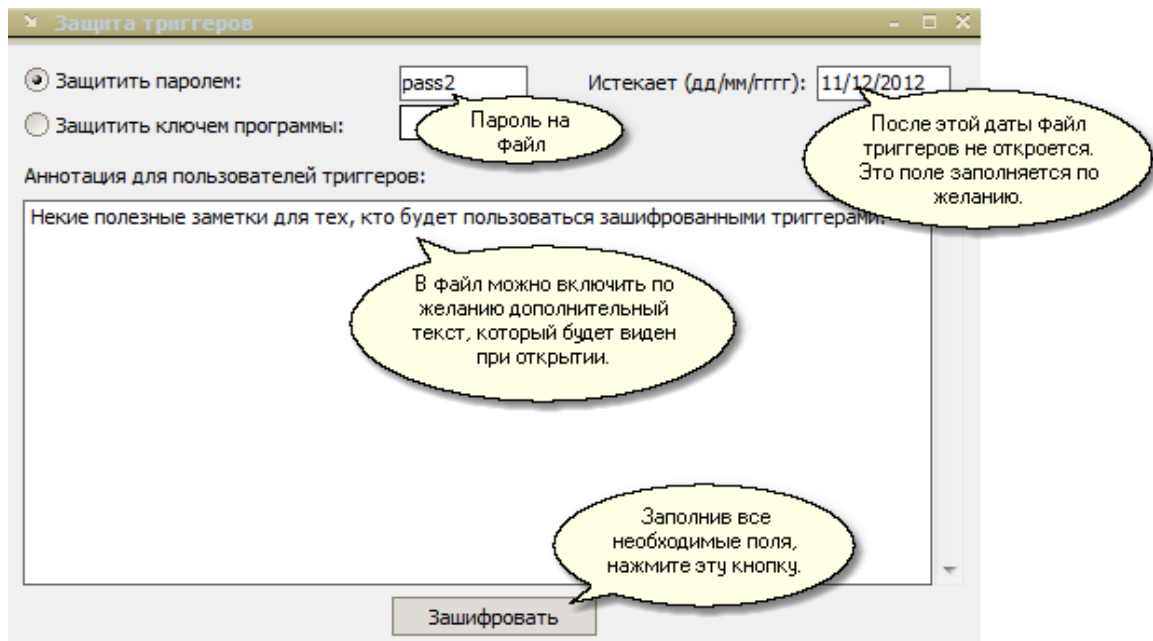 Защита триггеров
Защитить паролем:
pass2
Истекает (дд/мм/гггг):
11/12/2012
Защитить ключем программы:
Пароль на
файл
После этой даты файл
триггеров не откроется.
Это поле заполняется по
желанию.
Аннотация для пользователей триггеров:
Некие полезные заметки для тех, кто будет пользоваться зашифрованными триггерами.
В файл можно включить по
желанию дополнительный
текст, который будет виден
при открытии.
Заполнив все
необходимые поля,
нажмите эту кнопку.
Зашифровать